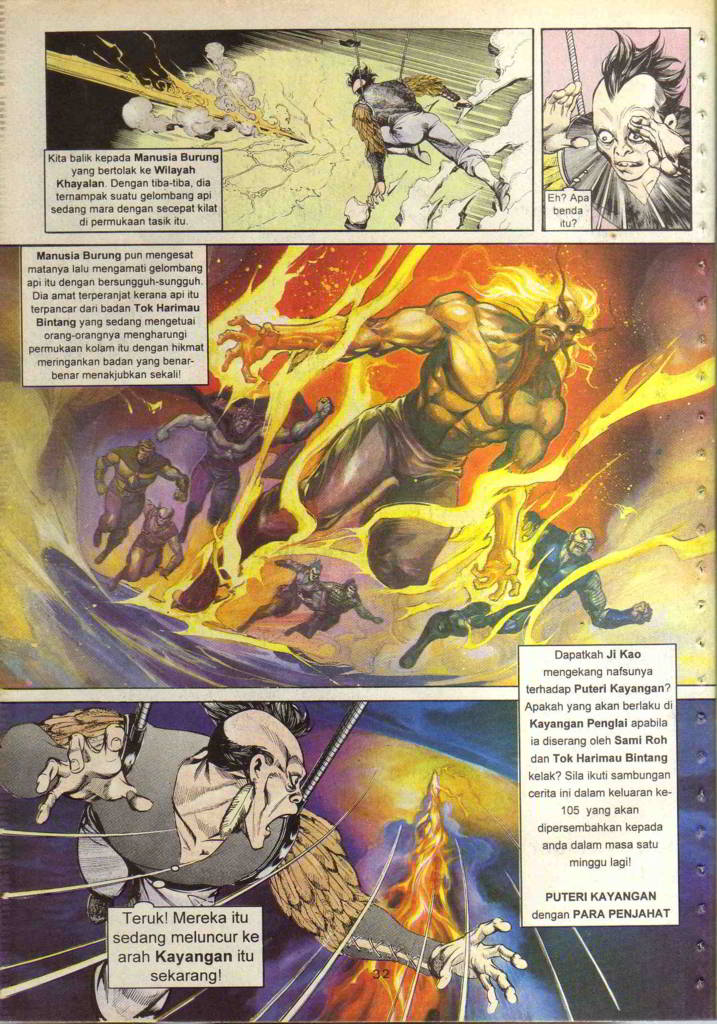 Kita balik kepada Manusia Burung
yang bertolak ke Wilayah
Khayalan. Dengan tiba-tiba, dia
ternampak suatu gelombang api
sedang mara dengan secepat kilat
di permukaan tasik itu.
Eh? Apa
benda
itu?
Manusia Burung pun mengesat
matanya lalu mengamati gelombang
api itu dengan bersungguh-sungguh.
Dia amat terperanjat kerana api itu
terpancar dari badan Tok Harimau
Bintang yang sedang mengetuai
orang-orangnya mengharungi
permukaan kolam itu dengan hikmat
meringankan badan yang benar-
benar menakjubkan sekali!
Teruk! Mereka itu
sedang meluncur ke
arah Kayangan itu
sekarang!
Dapatkah Ji Kao
mengekang nafsunya
terhadap Puteri Kayangan?
Apakah yang akan berlaku di
Kayangan Penglai apabila
ia diserang oleh Sami Roh
dan Tok Harimau Bintang
kelak? Sila ikuti sambungan
cerita ini dalam keluaran ke-
105 yang akan
dipersembahkan kepada
anda dalam masa satu
minggu lagi!
PUTERI KAYANGAN
dengan PARA PENJAHAT
32